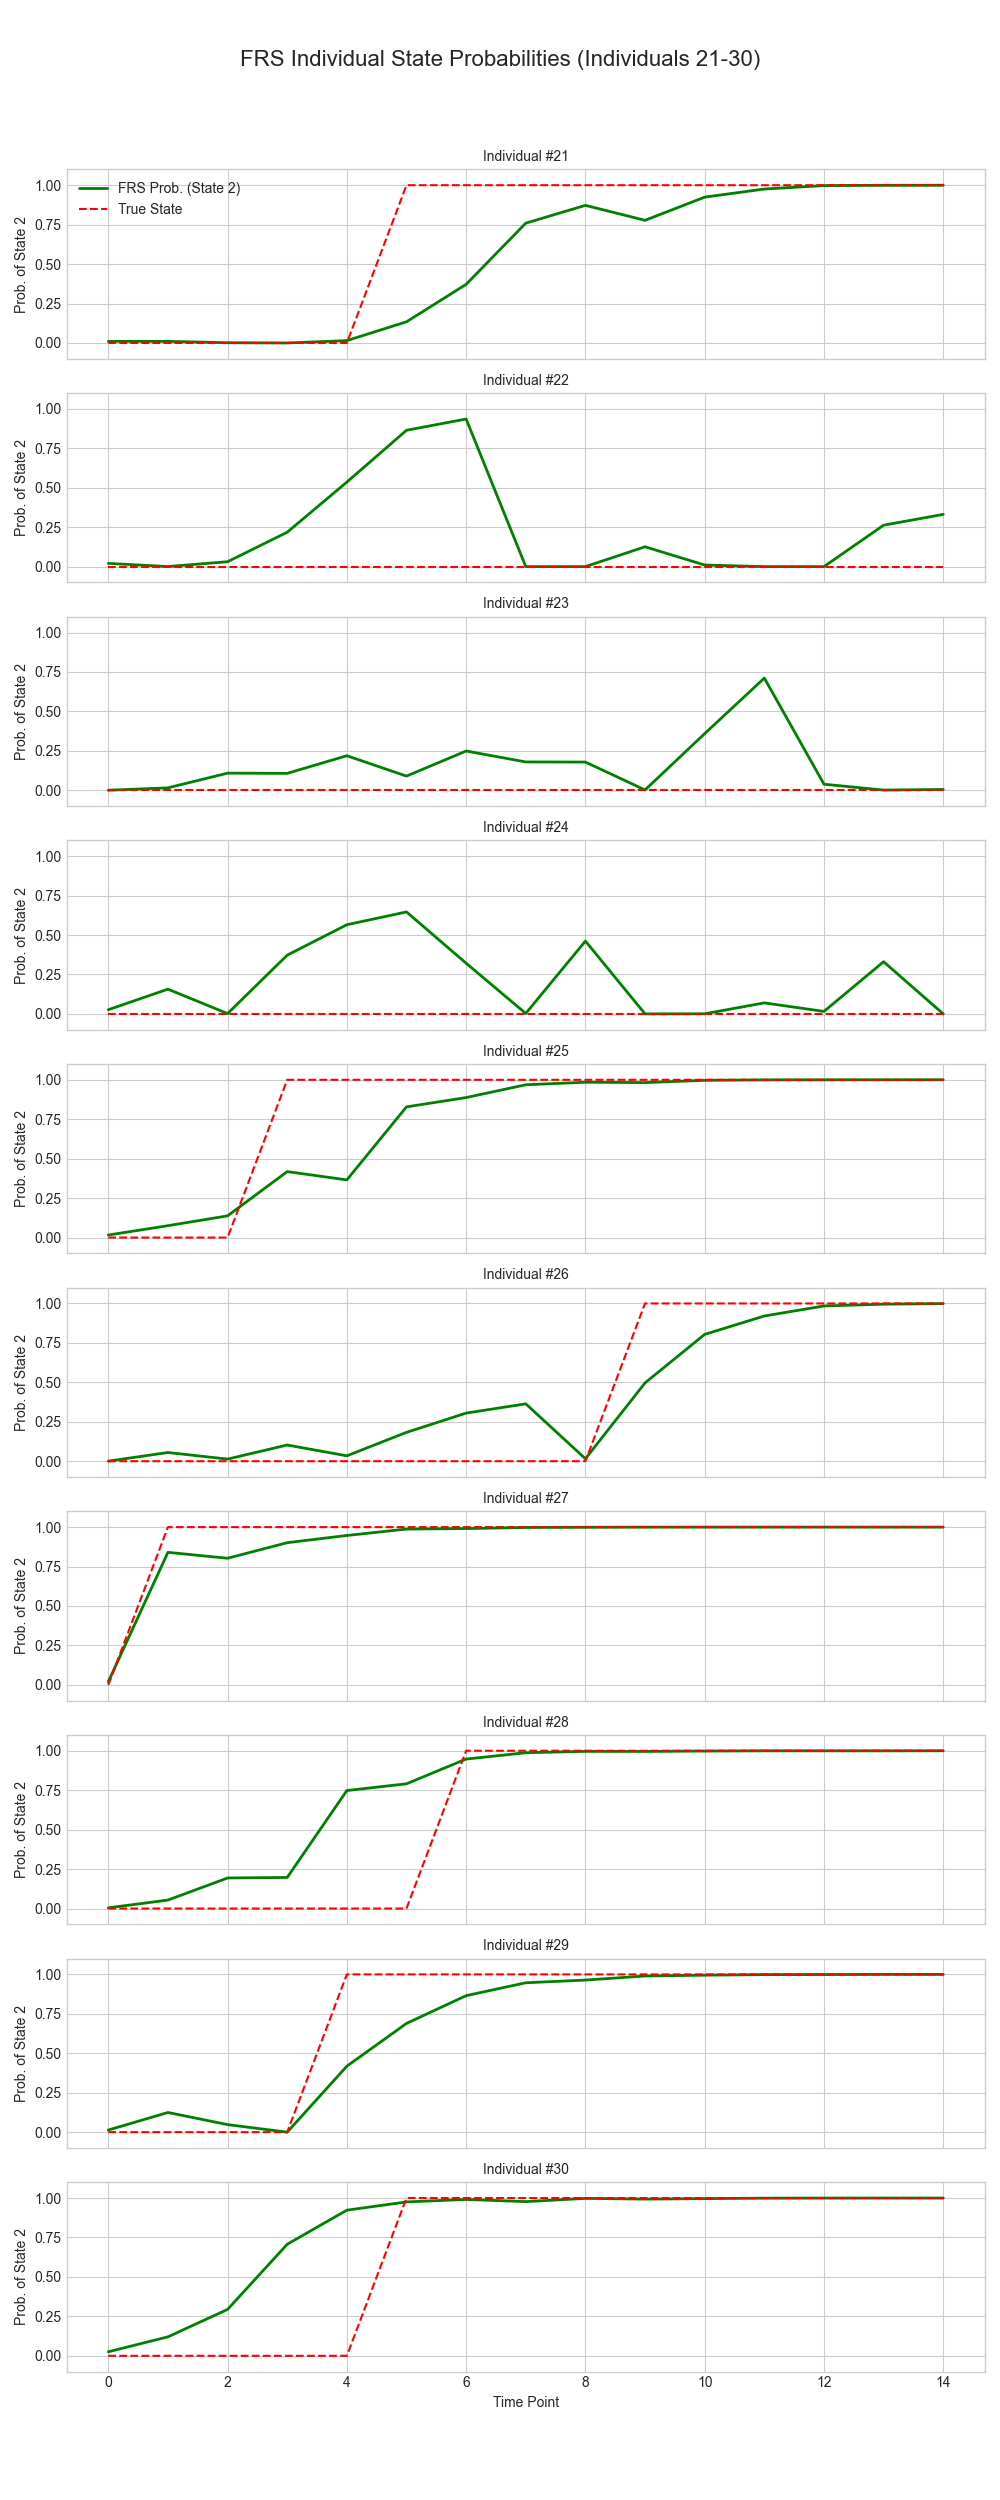 FRS Individual State Probabilities (Individuals 21-30)
Individual #21
Prob. of State 2
1.00
0.75
0.50
0.25
0.00
FRS Prob. (State 2)
True State
Individual #22
Prob. of State 2
1.00
0.75
0.50
0.25
0.00
Individual #23
Prob. of State 2
1.00
0.75
0.50
0.25
0.00
Individual #24
Prob. of State 2
1.00
0.75
0.50
0.25
0.00
Individual #25
Prob. of State 2
1.00
0.75
0.50
0.25
0.00
Individual #26
Prob. of State 2
1.00
0.75
0.50
0.25
0.00
Individual #27
Prob. of State 2
1.00
0.75
0.50
0.25
0.00
Individual #28
Prob. of State 2
1.00
0.75
0.50
0.25
0.00
Individual #29
Prob. of State 2
1.00
0.75
0.50
0.25
0.00
Individual #30
Prob. of State 2
1.00
0.75
0.50
0.25
0.00
0 2 4 6 8 10 12 14
Time Point